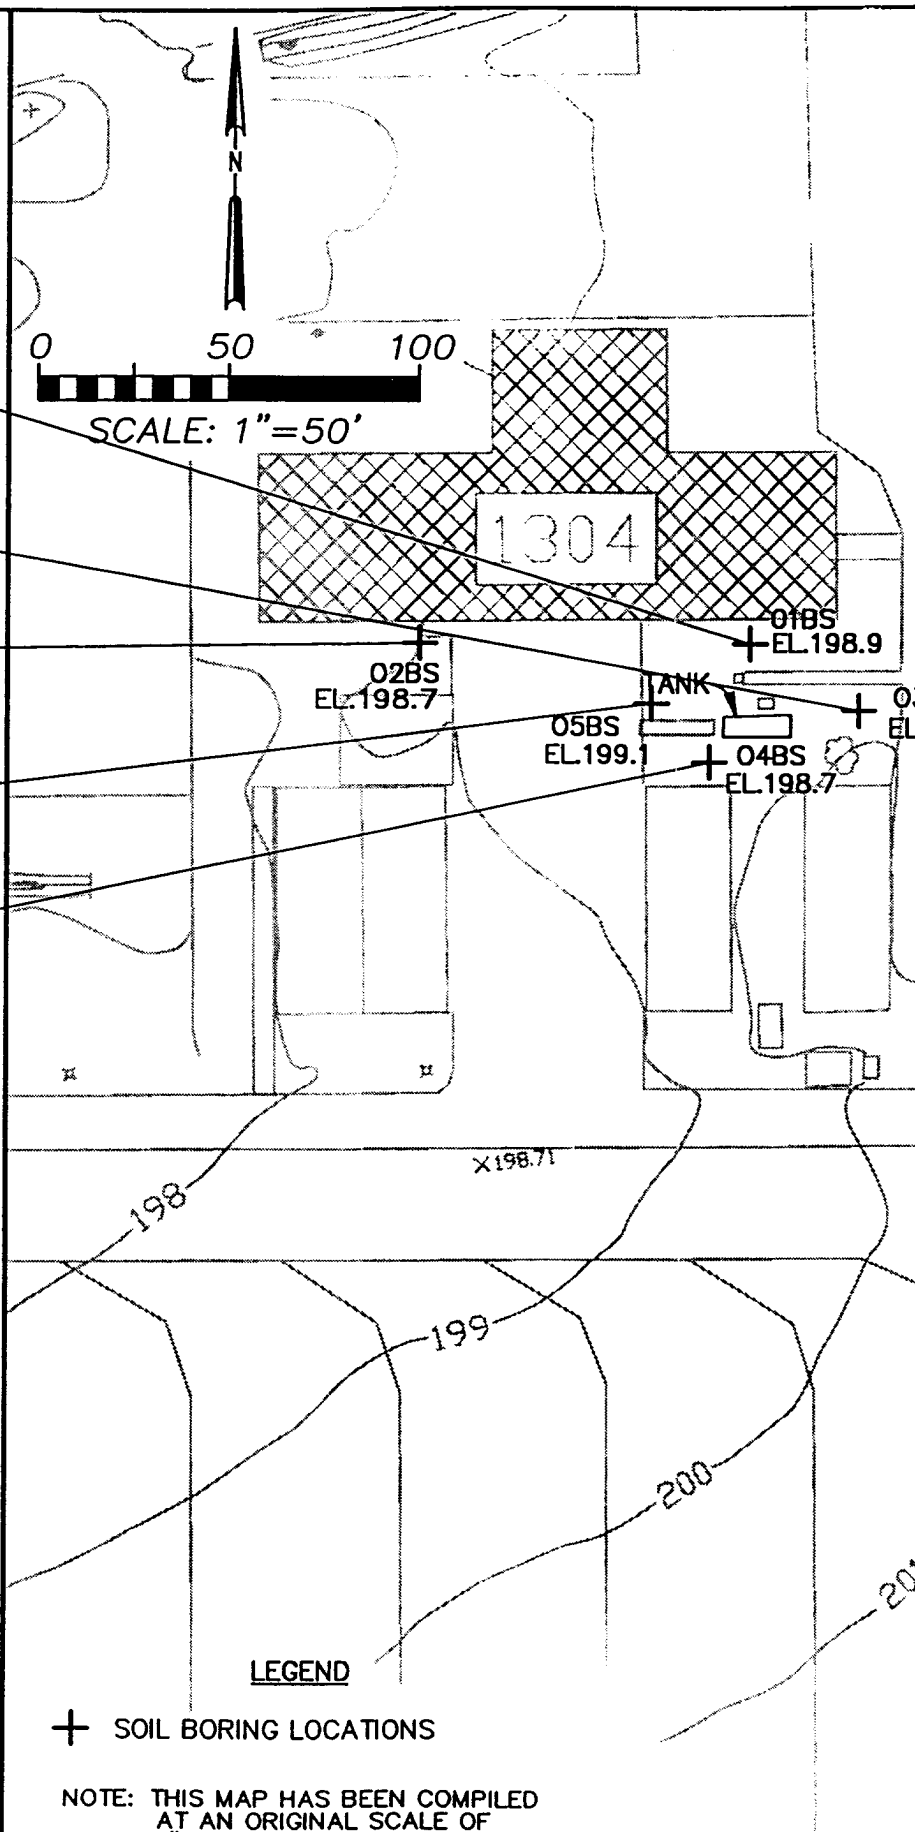 N
0 50 100
SCALE: 1"=50'
1304
01BS
EL.198.9
02BS
EL.198.7
TANK
05BS
EL.199.1
04BS
EL.198.7
X198.71
198
199
200
LEGEND
SOIL BORING LOCATIONS
NOTE: THIS MAP HAS BEEN COMPILED
AT AN ORIGINAL SCALE OF